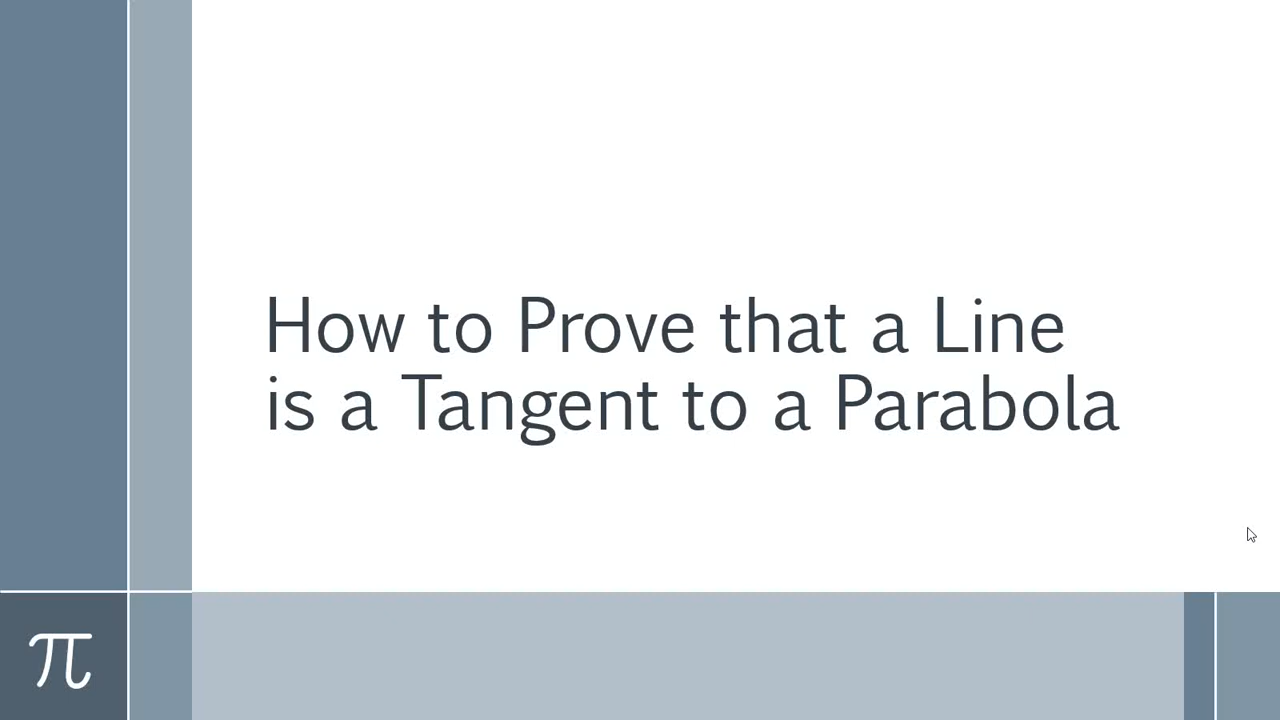 How to Prove that a Line
is a Tangent to a Parabola
π